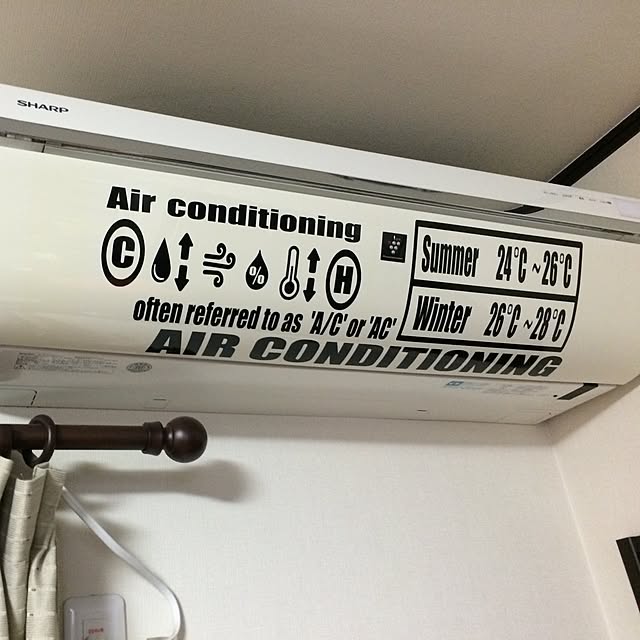 SHARP
Air conditioning
C % H
often referred to as 'A/C' or 'AC'
AIR CONDITIONING
Summer 24°C ~ 26°C
Winter 26°C ~ 28°C